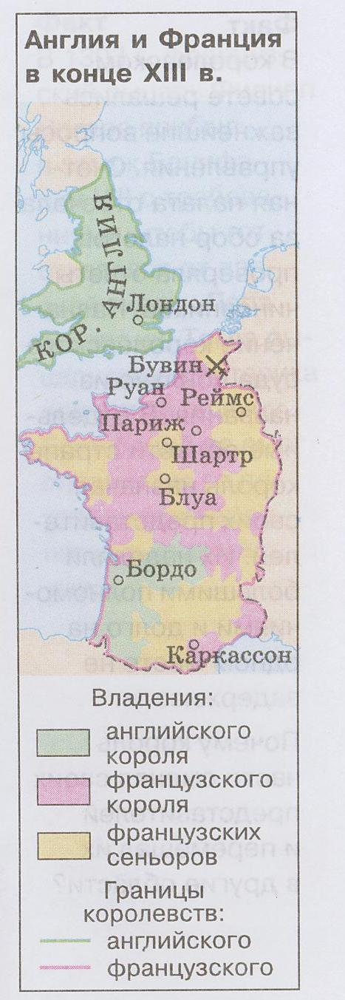 Англия и Франция
в конце XIII в.
КОР. АНГЛИЯ
Лондон
Бувин
Руан
Реймс
Париж
Шартр
Блуа
Бордо
Каркассон
Владения:
английского
короля
французского
короля
французских
сеньоров
Границы
королевств:
английского
французского